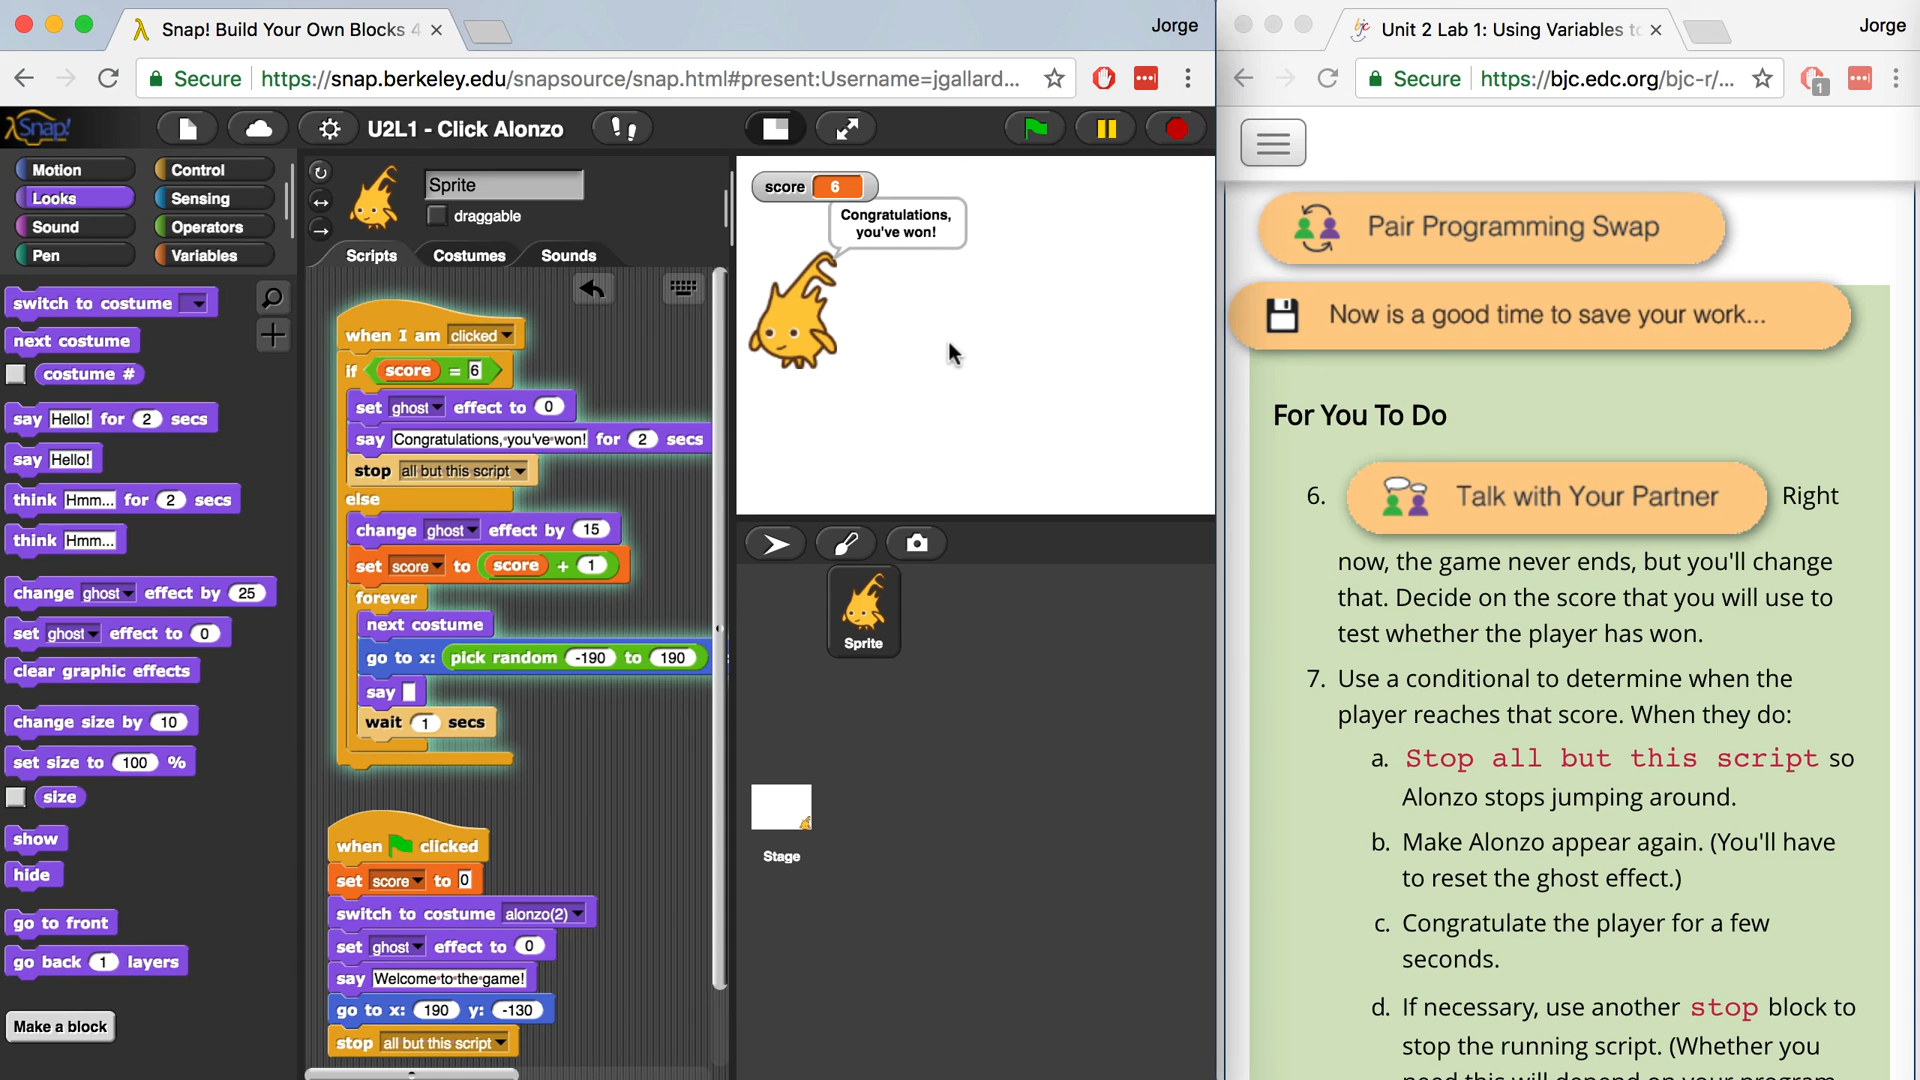 Snap! Build Your Own Blocks 4
Jorge
Secure
https://snap.berkeley.edu/snapsource/snap.html#present:Username=jgallard...
Snap!
U2L1 - Click Alonzo
Motion
Control
Looks
Sensing
Sound
Operators
Pen
Variables
switch to costume
next costume
costume #
say Hello! for 2 secs
say Hello!
think Hmm... for 2 secs
think Hmm...
change ghost effect by 25
set ghost effect to 0
clear graphic effects
change size by 10
set size to 100 %
size
show
hide
go to front
go back 1 layers
Make a block
Sprite
draggable
Scripts
Costumes
Sounds
when I am clicked
if score = 6
set ghost effect to 0
say Congratulations, you've won! for 2 secs
stop all but this script
else
change ghost effect by 15
set score to score + 1
forever
next costume
go to x: pick random -190 to 190
say
wait 1 secs
when clicked
set score to 0
switch to costume alonzo(2)
set ghost effect to 0
say Welcome to the game!
go to x: 190 y: -130
stop all but this script
score 6
Congratulations,
you've won!
Sprite
Stage
Unit 2 Lab 1: Using Variables to
Jorge
Secure
https://bjc.edc.org/bjc-r/...
1
Pair Programming Swap
Now is a good time to save your work...
For You To Do
6. Talk with Your Partner Right
now, the game never ends, but you'll change
that. Decide on the score that you will use to
test whether the player has won.
7. Use a conditional to determine when the
player reaches that score. When they do:
a. Stop all but this script so
Alonzo stops jumping around.
b. Make Alonzo appear again. (You'll have
to reset the ghost effect.)
c. Congratulate the player for a few
seconds.
d. If necessary, use another stop block to
stop the running script. (Whether you
need this will depend on your program